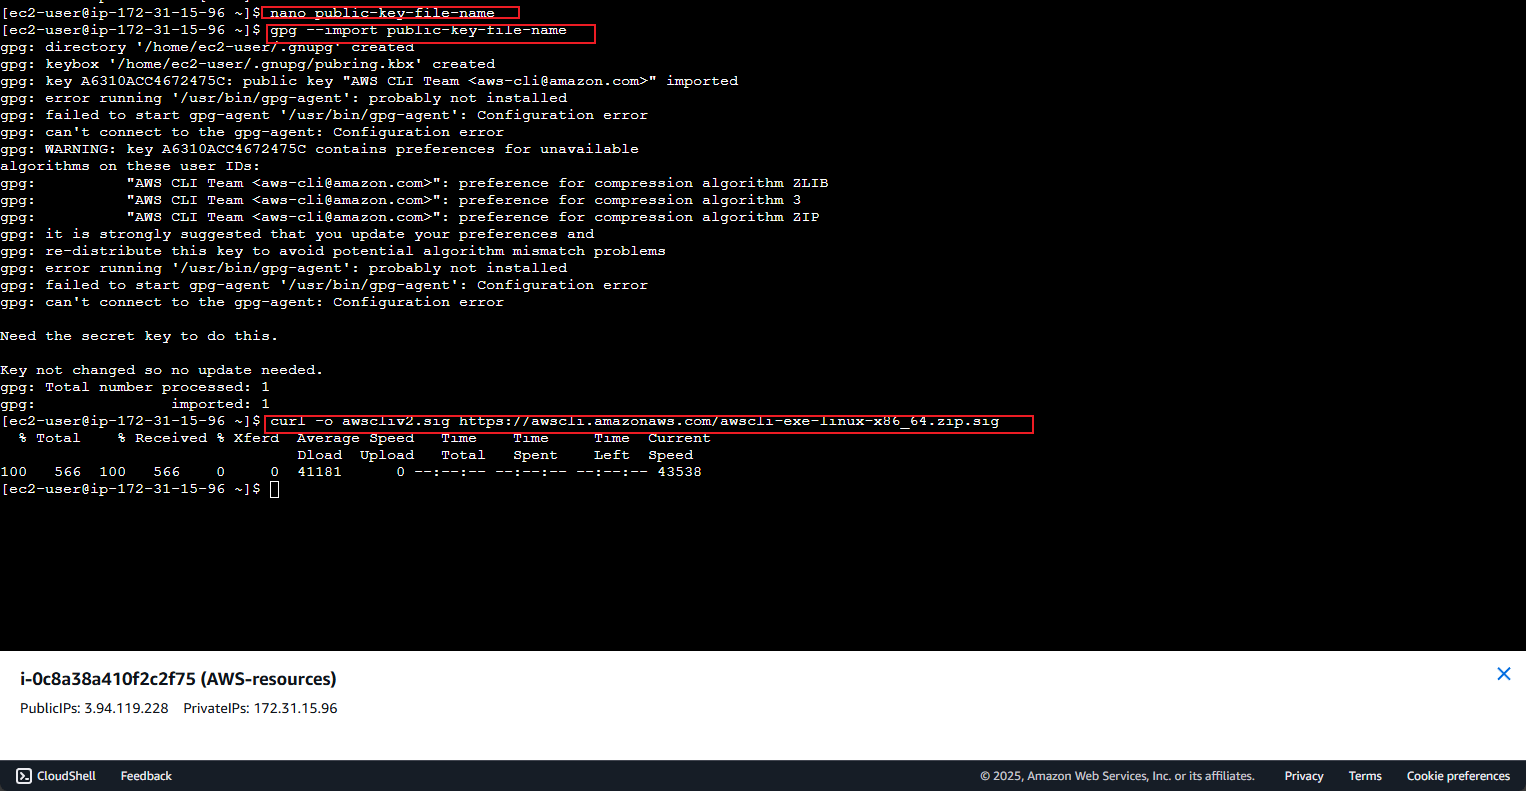 [ec2-user@ip-172-31-15-96 ~]$ nano public-key-file-name
[ec2-user@ip-172-31-15-96 ~]$ gpg --import public-key-file-name
gpg: directory '/home/ec2-user/.gnupg' created
gpg: keybox '/home/ec2-user/.gnupg/pubring.kbx' created
gpg: key A6310ACC4672475C: public key "AWS CLI Team <aws-cli@amazon.com>" imported
gpg: error running '/usr/bin/gpg-agent': probably not installed
gpg: failed to start gpg-agent '/usr/bin/gpg-agent': Configuration error
gpg: can't connect to the gpg-agent: Configuration error
gpg: WARNING: key A6310ACC4672475C contains preferences for unavailable
algorithms on these user IDs:
gpg:          "AWS CLI Team <aws-cli@amazon.com>": preference for compression algorithm ZLIB
gpg:          "AWS CLI Team <aws-cli@amazon.com>": preference for compression algorithm 3
gpg:          "AWS CLI Team <aws-cli@amazon.com>": preference for compression algorithm ZIP
gpg: it is strongly suggested that you update your preferences and
gpg: re-distribute this key to avoid potential algorithm mismatch problems
gpg: error running '/usr/bin/gpg-agent': probably not installed
gpg: failed to start gpg-agent '/usr/bin/gpg-agent': Configuration error
gpg: can't connect to the gpg-agent: Configuration error
Need the secret key to do this.
Key not changed so no update needed.
gpg: Total number processed: 1
gpg:               imported: 1
[ec2-user@ip-172-31-15-96 ~]$ curl -o awscliv2.sig https://awscli.amazonaws.com/awscli-exe-linux-x86_64.zip.sig
  % Total    % Received % Xferd  Average Speed   Time    Time     Time  Current
                                 Dload  Upload   Total   Spent    Left  Speed
100   566  100   566    0     0  41181      0 --:--:-- --:--:-- --:--:-- 43538
[ec2-user@ip-172-31-15-96 ~]$
i-0c8a38a410f2c2f75 (AWS-resources)
PublicIPs: 3.94.119.228 PrivateIPs: 172.31.15.96
CloudShell Feedback © 2025, Amazon Web Services, Inc. or its affiliates. Privacy Terms Cookie preferences